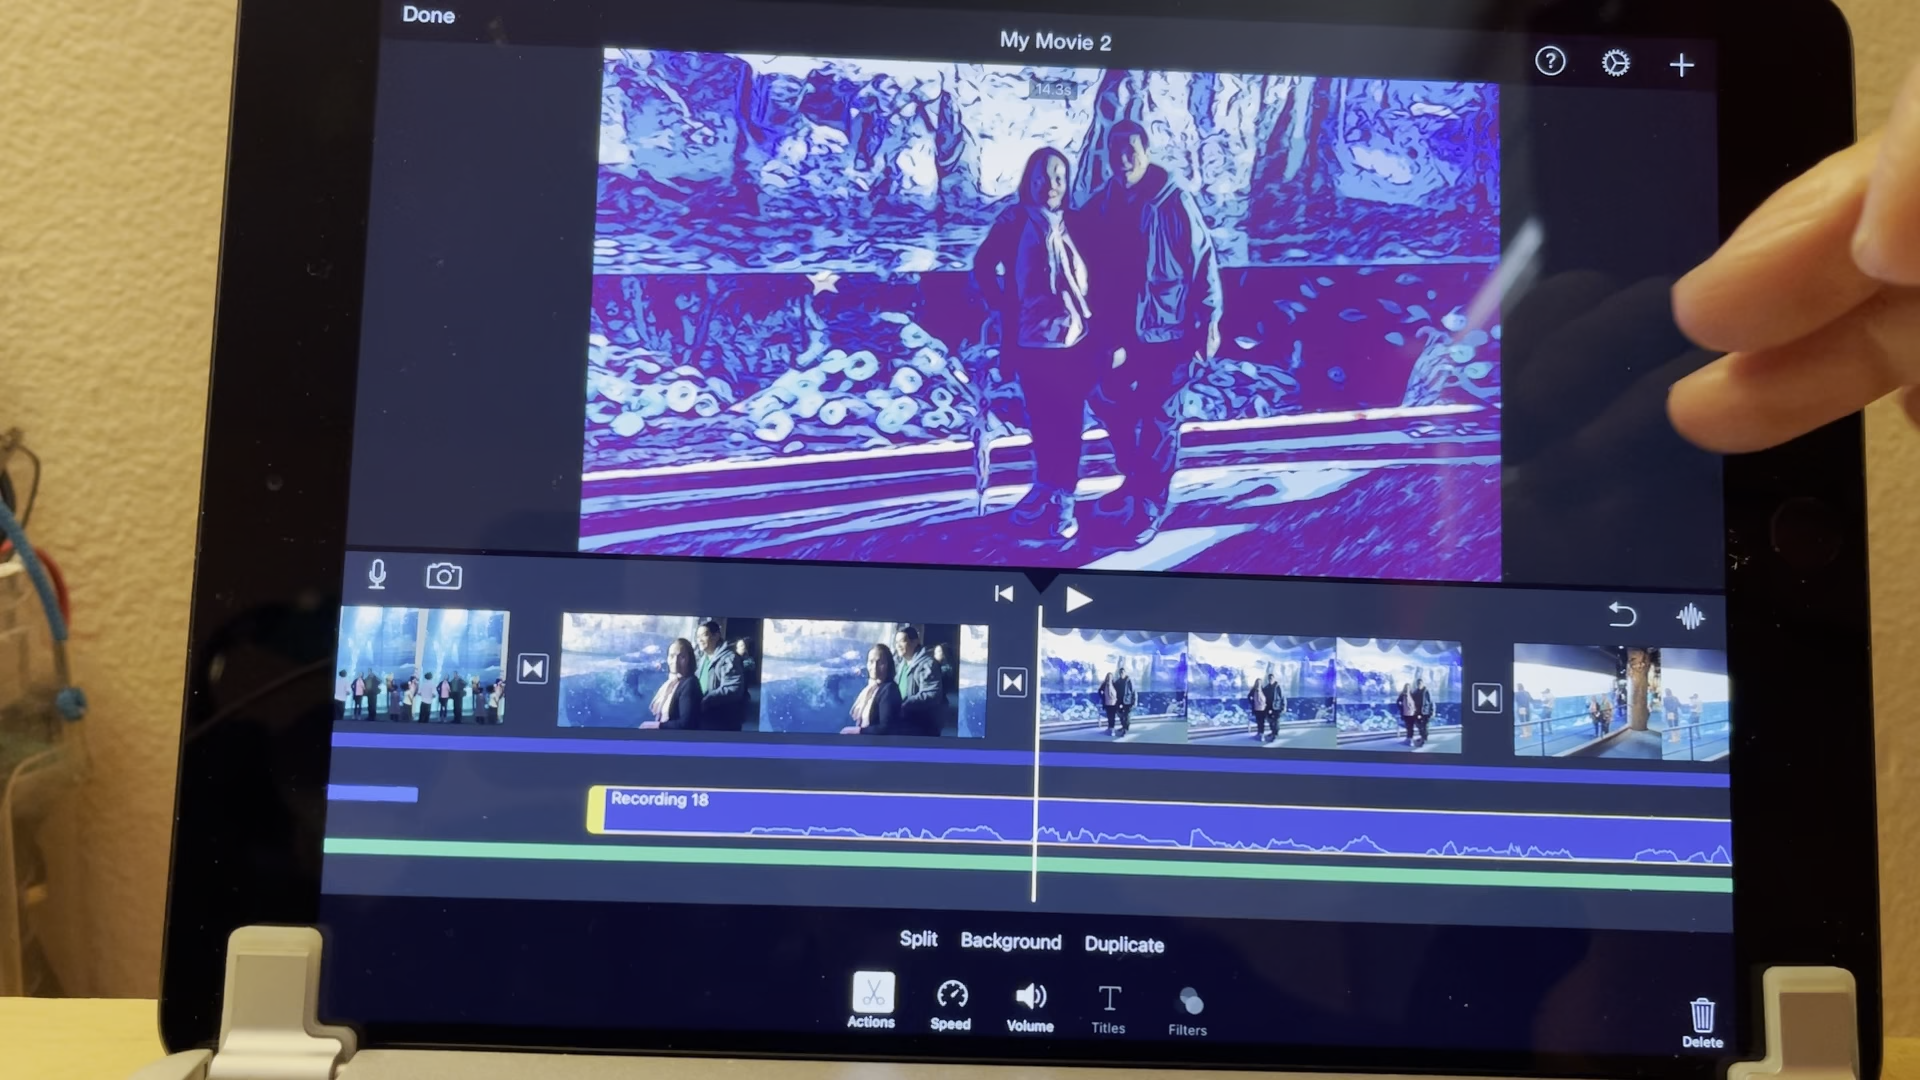 Done
My Movie 2
?
14.3s
Recording 18
Split Background Duplicate
Actions Speed Volume Titles Filters
Delete